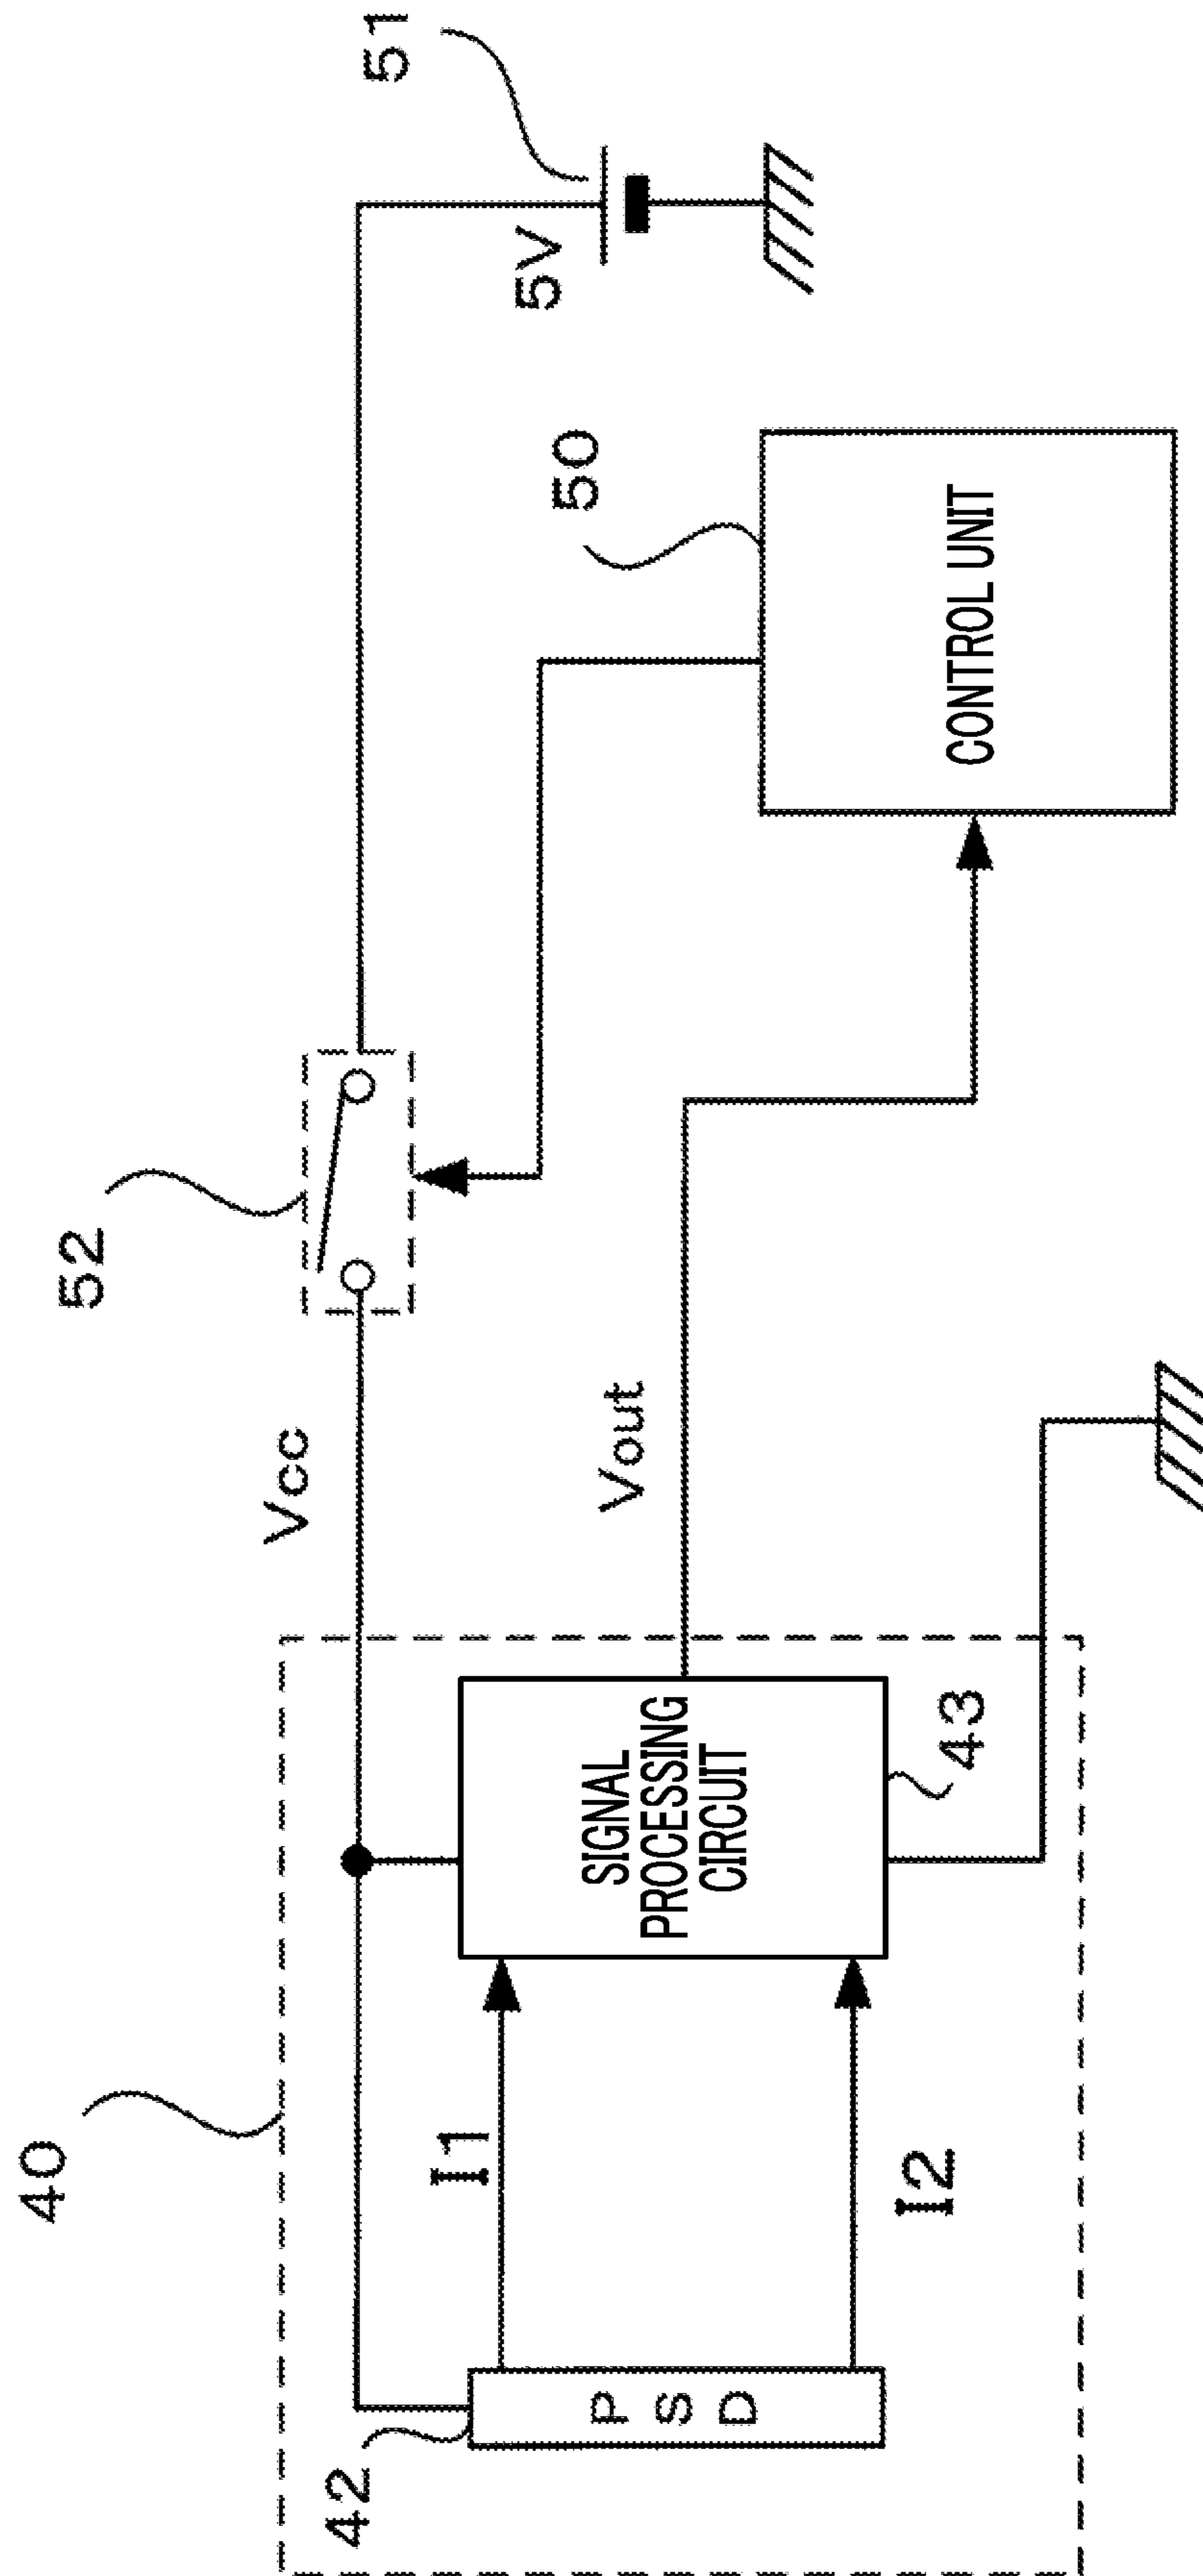 40
52
51
Vcc
5V
50
42
I1
Vout
PSD
SIGNAL
PROCESSING
CIRCUIT
CONTROL UNIT
I2
43